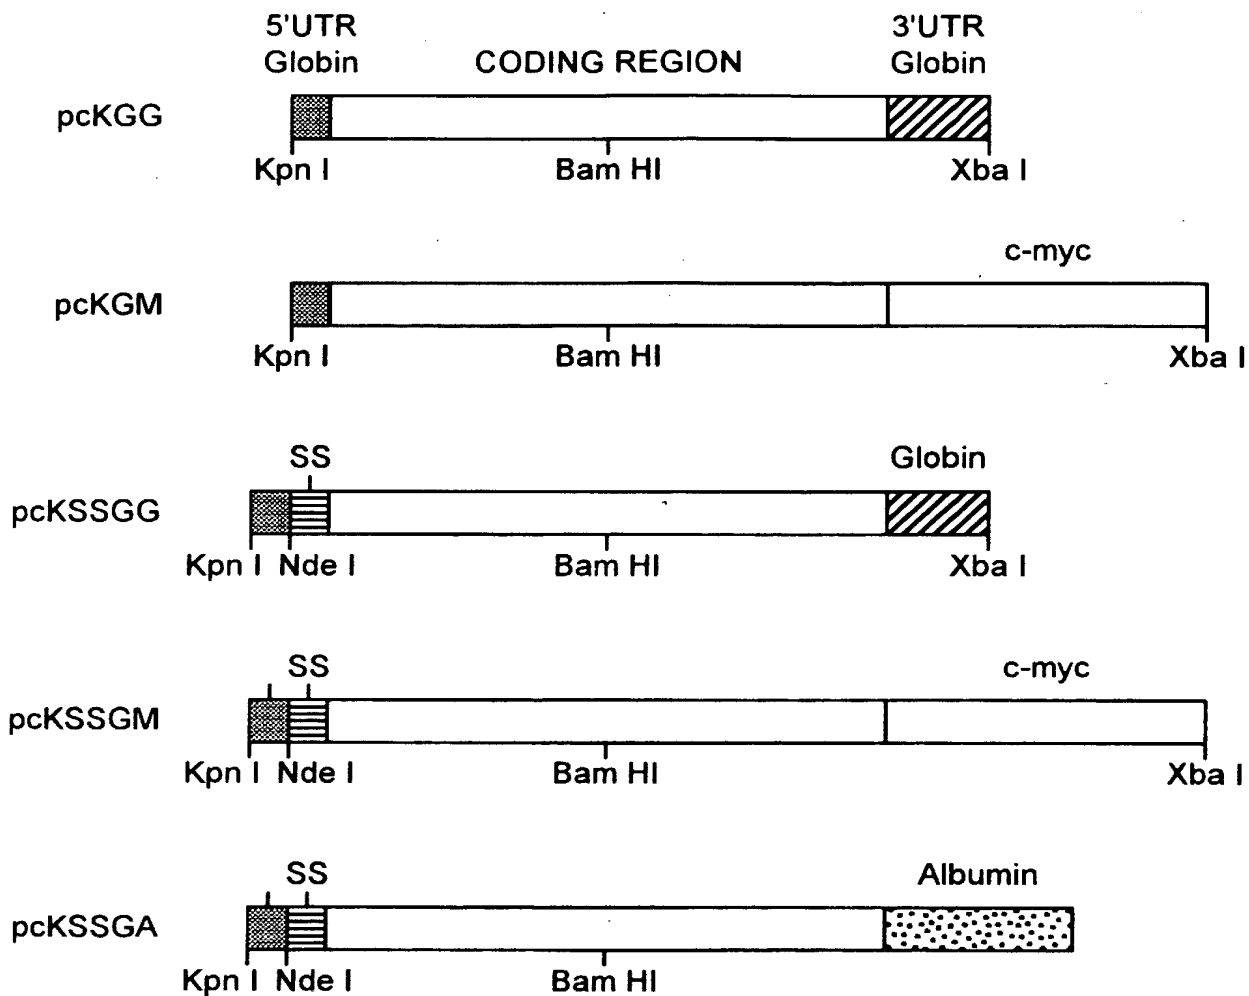 5'UTR
Globin
CODING REGION
3'UTR
Globin
pcKGG
Kpn I
Bam HI
Xba I
c-myc
pcKGM
Kpn I
Bam HI
Xba I
SS
Globin
pcKSSGG
Kpn I
Nde I
Bam HI
Xba I
SS
c-myc
pcKSSGM
Kpn I
Nde I
Bam HI
Xba I
SS
Albumin
pcKSSGA
Kpn I
Nde I
Bam HI